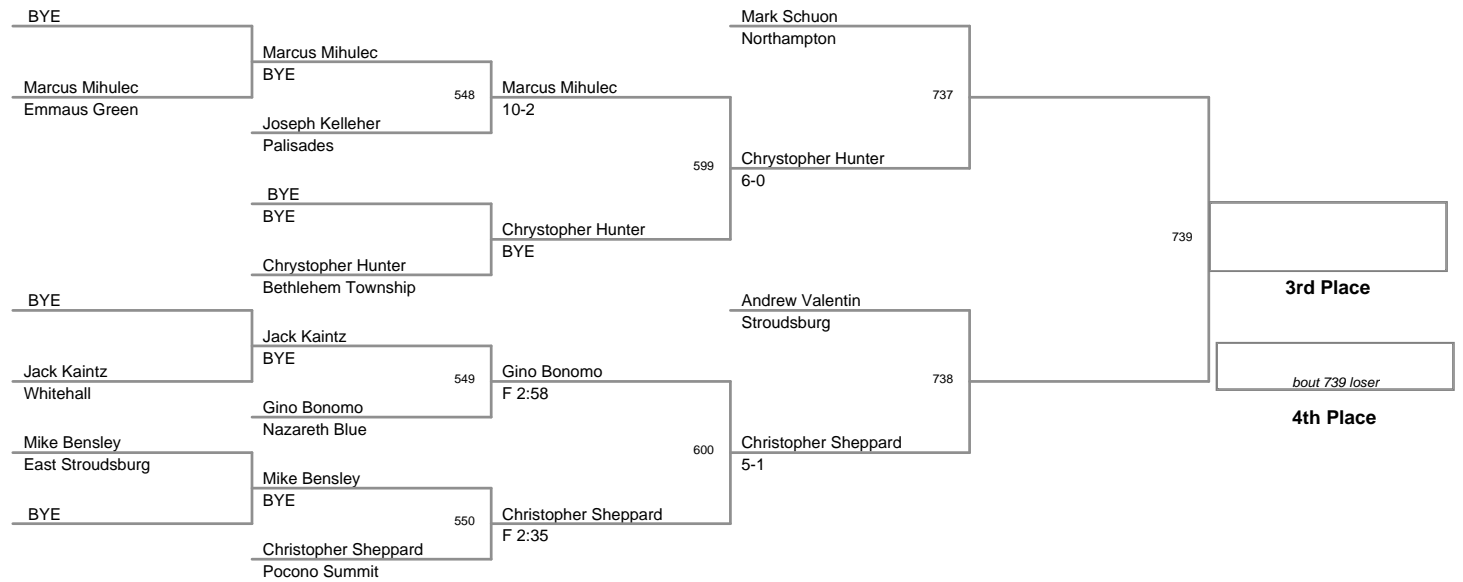 BYE
Marcus Mihulec
Emmaus Green
Marcus Mihulec
BYE
548
Joseph Kelleher
Palisades
Marcus Mihulec
10-2
BYE
BYE
Chrystopher Hunter
Bethlehem Township
Chrystopher Hunter
BYE
599
Mark Schuon
Northampton
737
Chrystopher Hunter
6-0
BYE
Jack Kaintz
Whitehall
Jack Kaintz
BYE
549
Gino Bonomo
Nazareth Blue
Gino Bonomo
F 2:58
Mike Bensley
East Stroudsburg
BYE
Mike Bensley
BYE
550
Christopher Sheppard
Pocono Summit
Christopher Sheppard
F 2:35
600
Andrew Valentin
Stroudsburg
738
Christopher Sheppard
5-1
739
3rd Place
bout 739 loser
4th Place